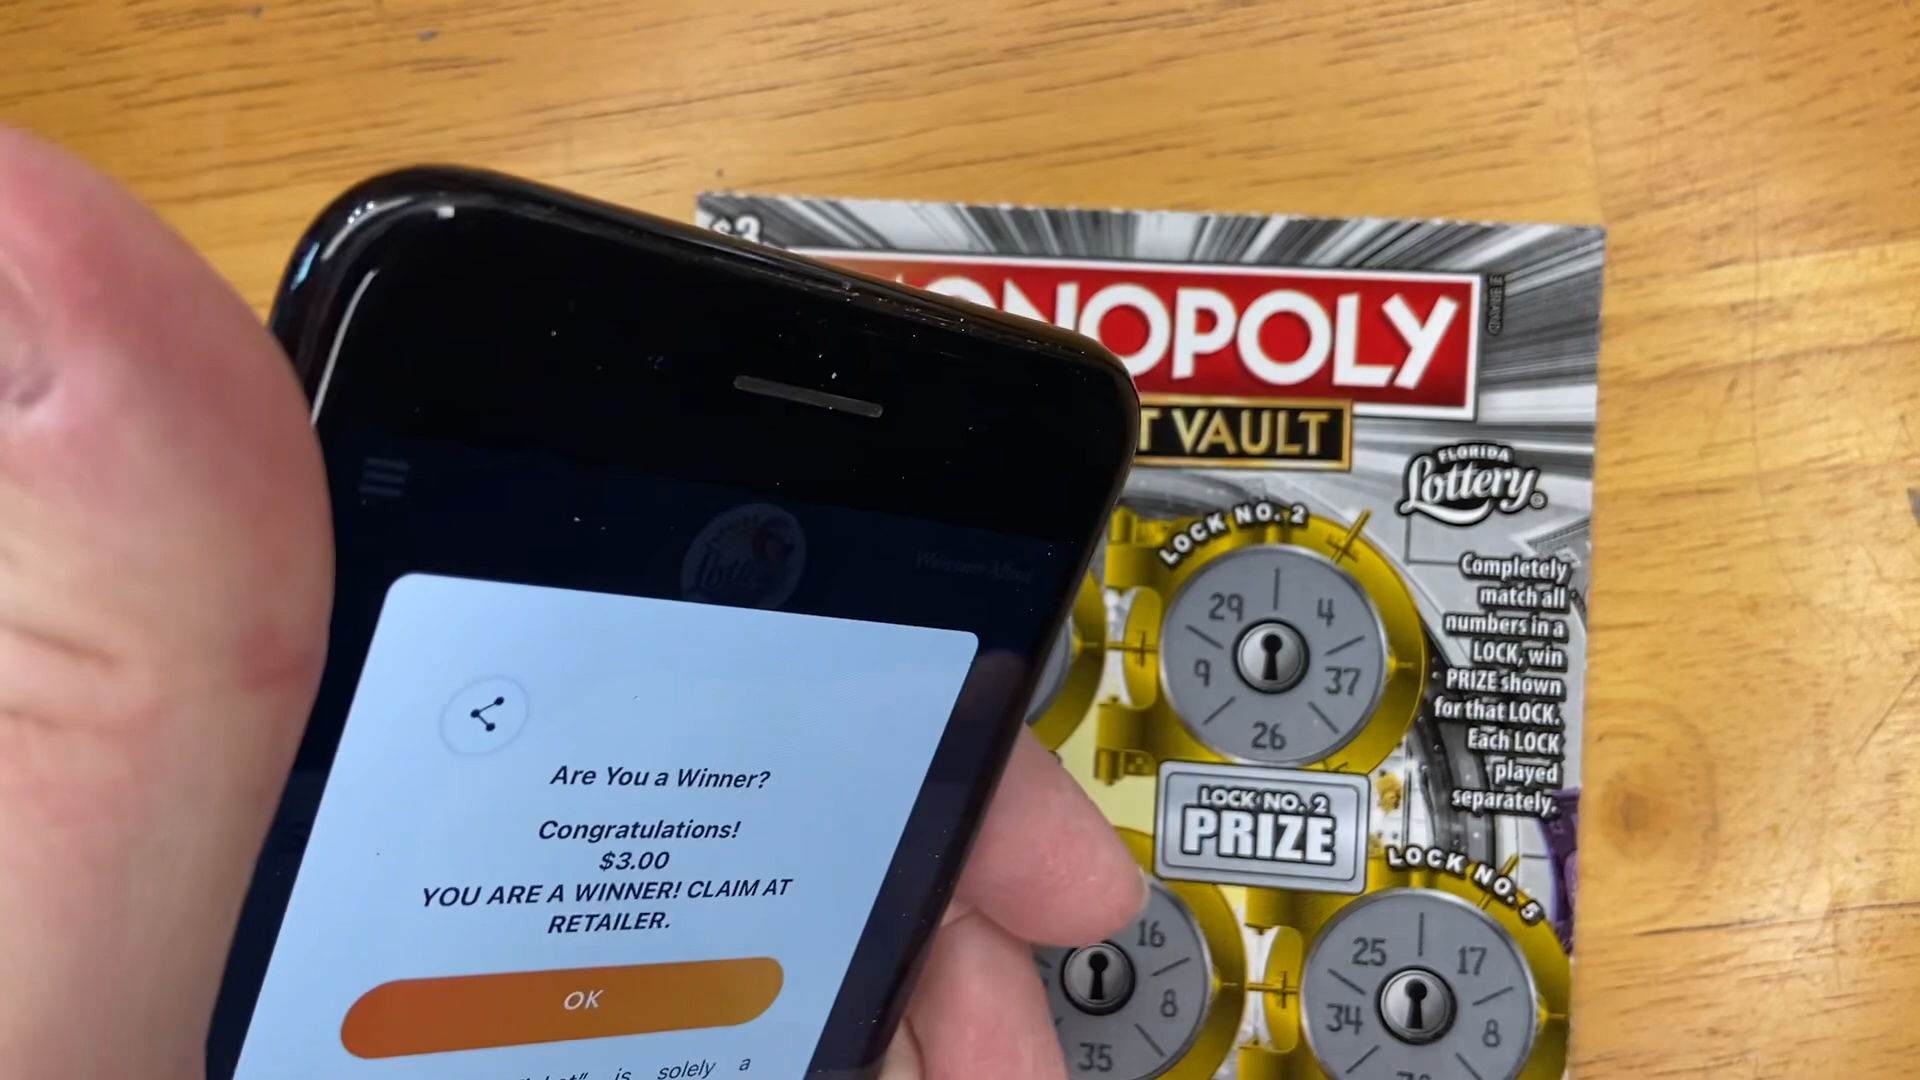 $3
MONOPOLY
T VAULT
FLORIDA
Lottery
LOCK NO. 2
29
4
9
37
26
Completely
match all
numbers in a
LOCK, win
PRIZE shown
for that LOCK.
Each LOCK
played
separately.
LOCK NO. 2
PRIZE
LOCK NO. 5
16
8
35
25
17
34
8
Are You a Winner?
Congratulations!
$3.00
YOU ARE A WINNER! CLAIM AT
RETAILER.
OK
is solely a